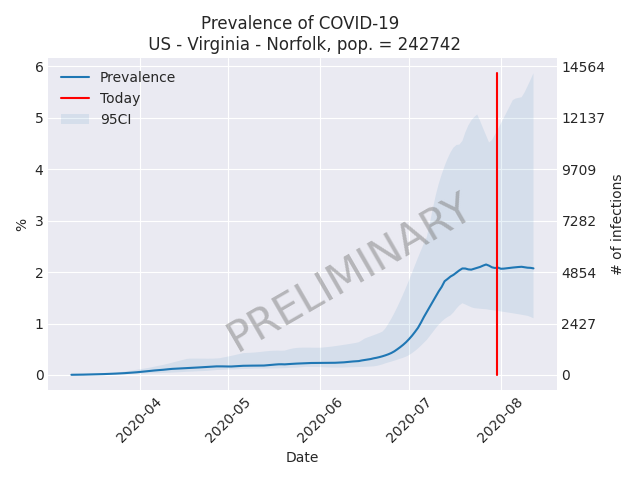 Prevalence of COVID-19
US - Virginia - Norfolk, pop. = 242742
Prevalence
Today
95CI
PRELIMINARY
%
6
5
4
3
2
1
0
14564
12137
9709
7282
4854
2427
0
# of infections
2020-04
2020-05
2020-06
2020-07
2020-08
Date